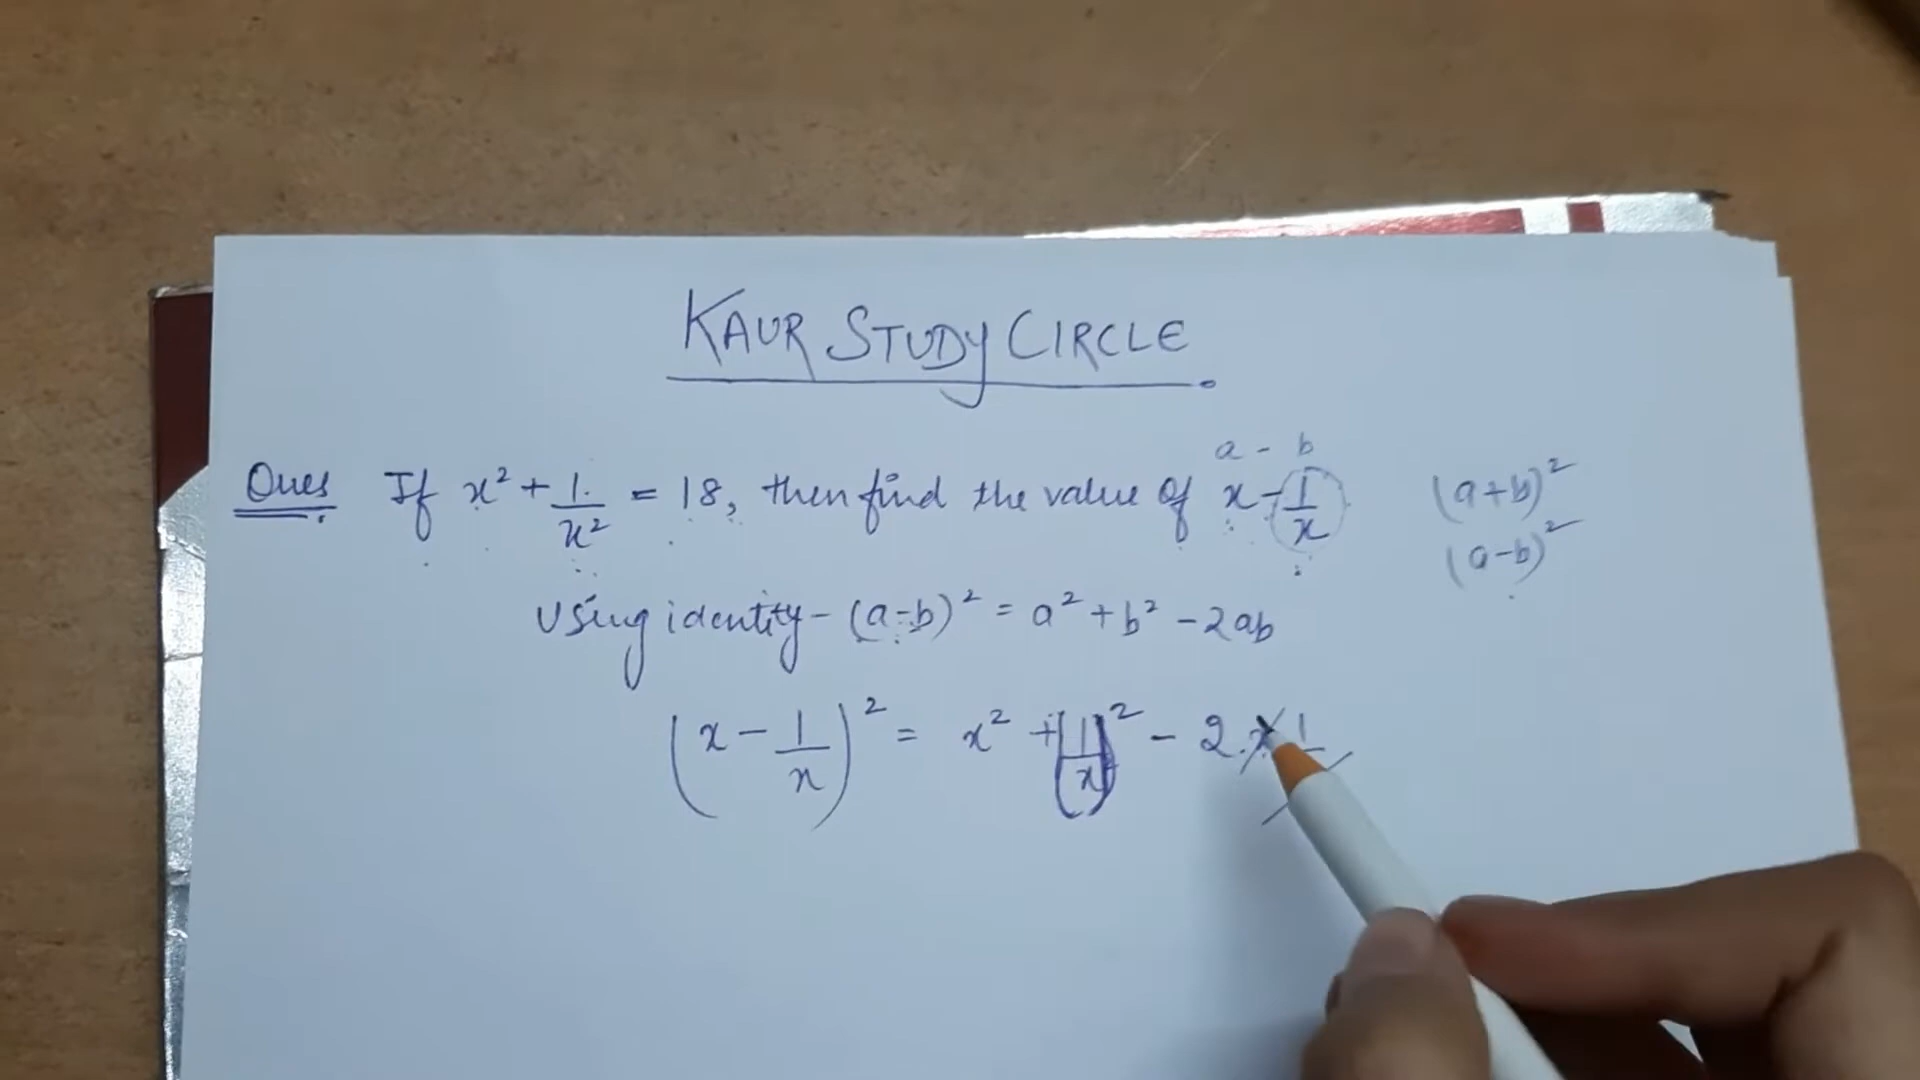 KAUR STUDY CIRCLE.
a - b
Ques If x² + 1/x² = 18, then find the value of x - 1/x
(a+b)²
(a-b)²
Using identity - (a-b)² = a² + b² - 2ab
(x - 1/x)² = x² + (1/x)² - 2.x.1